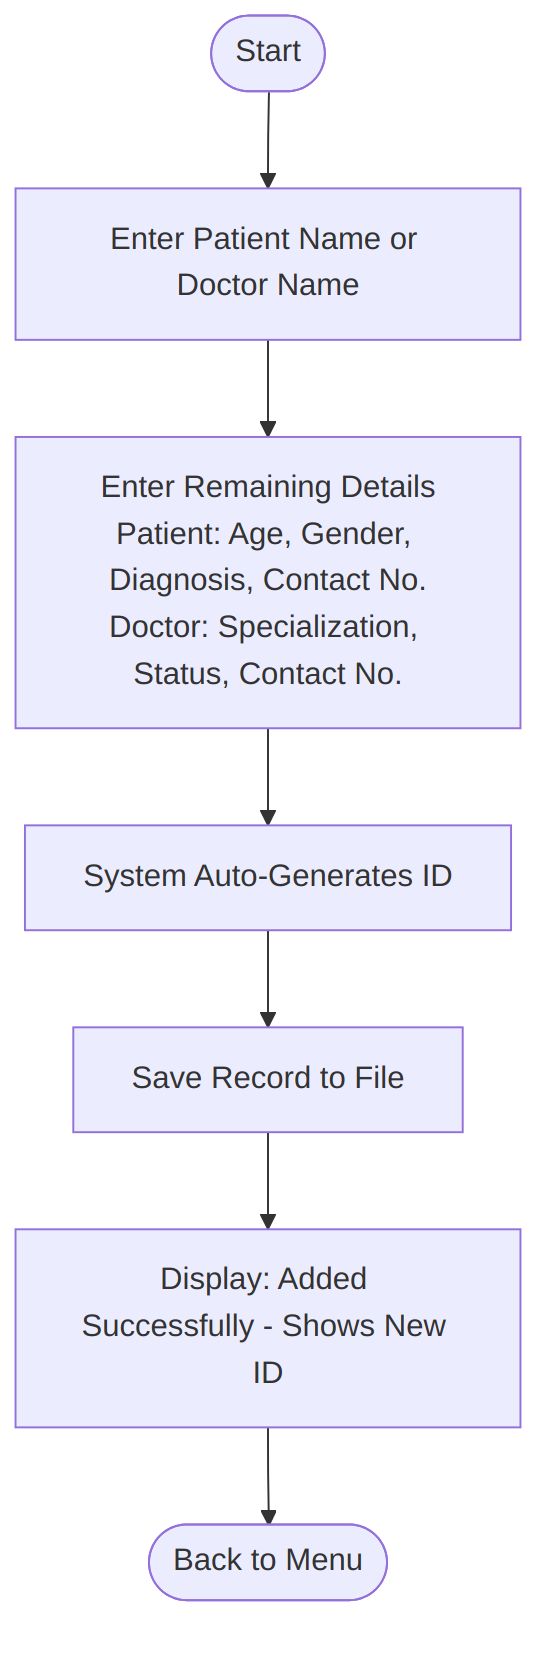 Start
Enter Patient Name or
Doctor Name
Enter Remaining Details
Patient: Age, Gender,
Diagnosis, Contact No.
Doctor: Specialization,
Status, Contact No.
System Auto-Generates ID
Save Record to File
Display: Added
Successfully - Shows New
ID
Back to Menu